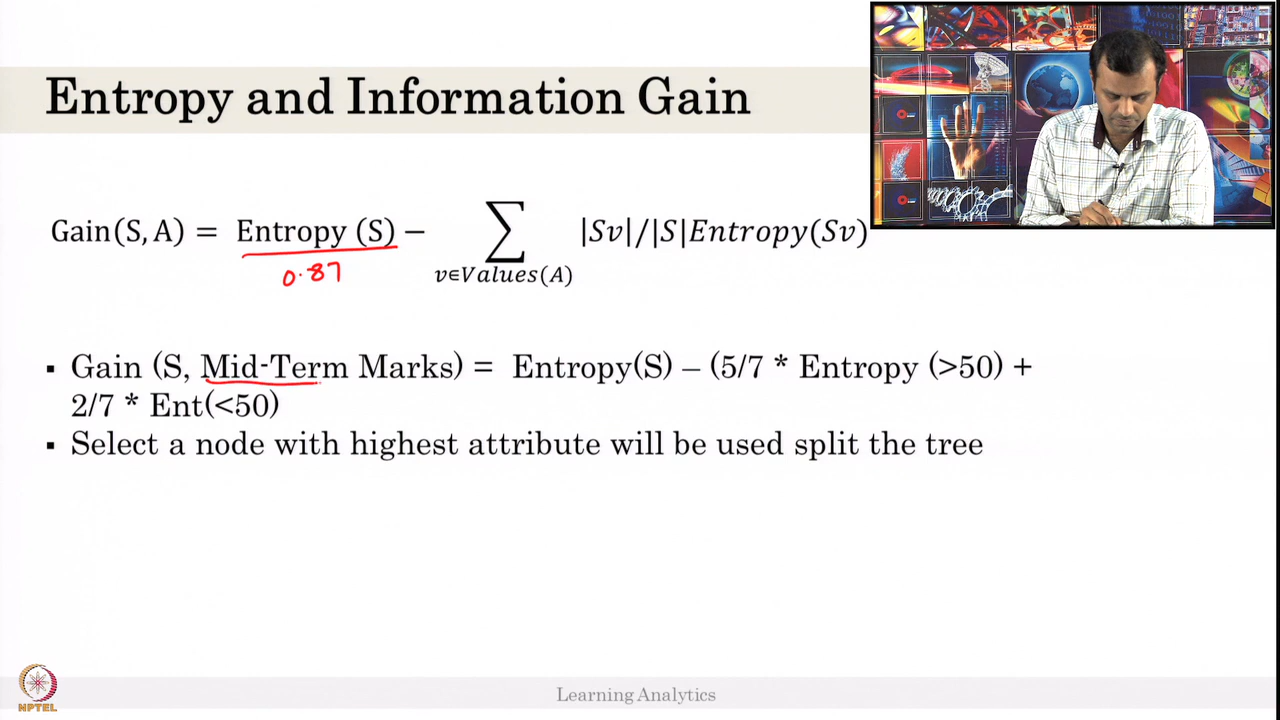 Entropy and Information Gain
Gain(S, A) = Entropy (S) − ∑ |Sv|/|S|Entropy(Sv)
v∈Values(A)
0.87
▪ Gain (S, Mid-Term Marks) = Entropy(S) – (5/7 * Entropy (>50) +
2/7 * Ent(<50)
▪ Select a node with highest attribute will be used split the tree
Learning Analytics
NPTEL